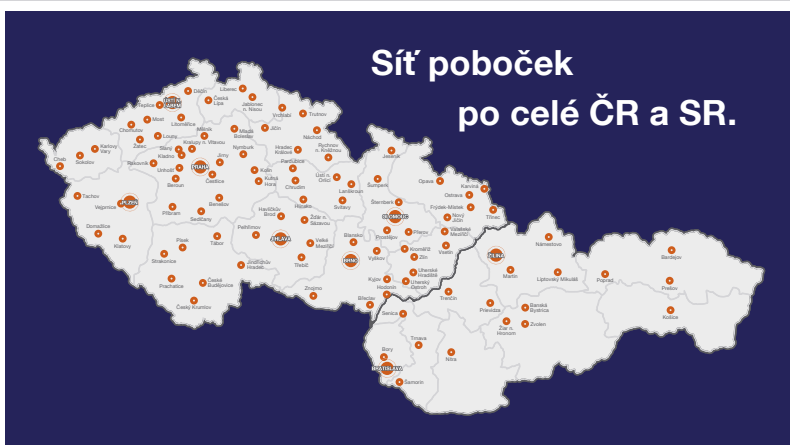 Síť poboček
po celé ČR a SR.
Liberec
Děčín
ÚSTÍ N.
LABEM
Teplice
Česká
Lípa
Jablonec
n. Nisou
Vrchlabí
Trutnov
Most
Litoměřice
Chomutov
Louny
Mělník
Mladá
Boleslav
Jičín
Náchod
Žatec
Slaný
Kralupy n. Vltavou
Karlovy
Vary
Kladno
Nymburk
Hradec
Králové
Rychnov
n. Kněžnou
Jeseník
Cheb
Sokolov
Rakovník
Unhošť
PRAHA
Jirny
Kolín
Pardubice
Ústí n.
Orlicí
Beroun
Čestlice
Kutná
Hora
Chrudim
Lanškroun
Šumperk
Opava
Karviná
Tachov
Vejprnice
PLZEŇ
Benešov
Hlinsko
Svitavy
Šternberk
Ostrava
Příbram
Sedlčany
Havlíčkův
Brod
Žďár n.
Sázavou
OLOMOUC
Frýdek-Místek
Nový
Jičín
Třinec
Domažlice
Klatovy
Písek
Tábor
Pelhřimov
JIHLAVA
Velké
Meziříčí
Blansko
Prostějov
Přerov
Valašské
Meziříčí
Námestovo
Strakonice
Jindřichův
Hradec
Třebíč
BRNO
Vyškov
Kroměříž
Zlín
Vsetín
ŽILINA
Bardejov
Prachatice
České
Budějovice
Uherské
Hradiště
Martin
Liptovský Mikuláš
Poprad
Prešov
Český Krumlov
Znojmo
Kyjov
Uherský
Ostroh
Hodonín
Trenčín
Břeclav
Senica
Prievidza
Banská
Bystrica
Košice
Žiar n.
Hronom
Zvolen
Bory
Trnava
Nitra
BRATISLAVA
Šamorín